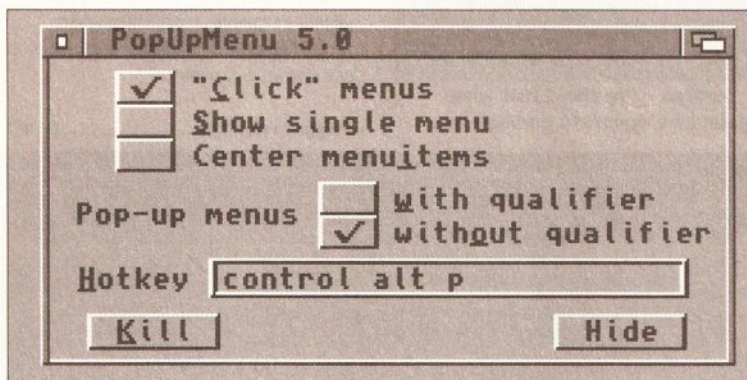 PopUpMenu 5.0
"Click" menus
Show single menu
Center menuitems
Pop-up menus
with qualifier
without qualifier
Hotkey control alt p
Kill Hide